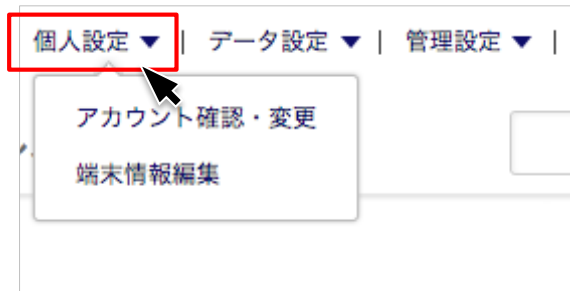 個人設定 ▼ | データ設定 ▼ | 管理設定 ▼ |
アカウント確認・変更
端末情報編集